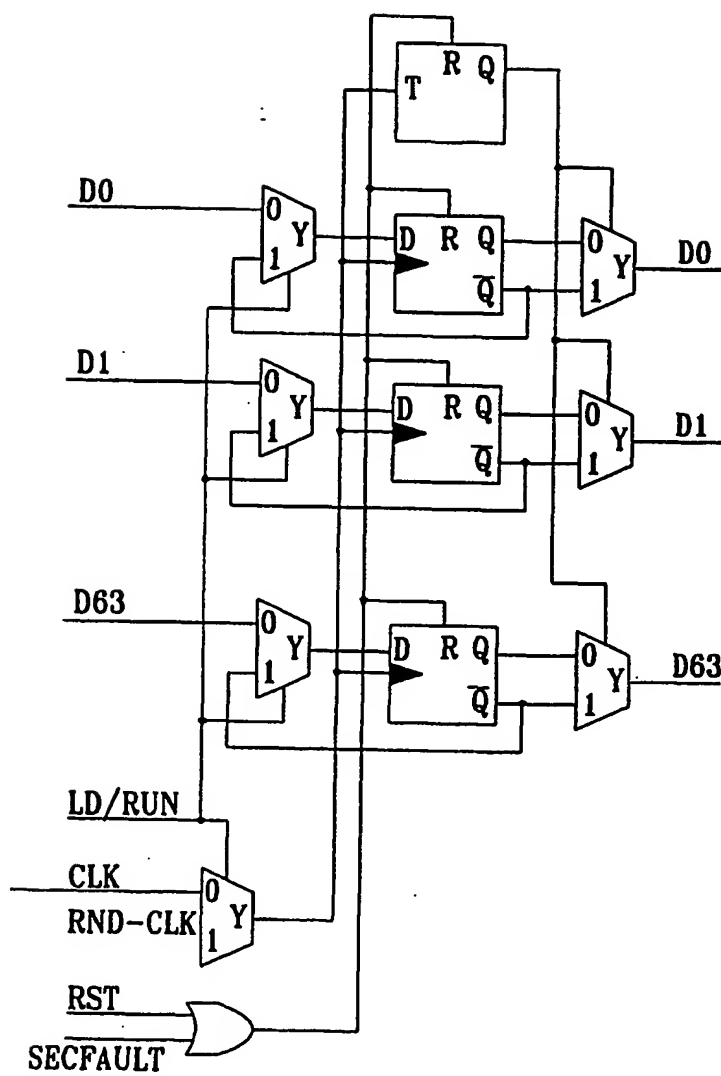 R Q
T
D0
0
Y
1
D R Q
Q̅
0
Y
1
D0
D1
0
Y
1
D R Q
Q̅
0
Y
1
D1
D63
0
Y
1
D R Q
Q̅
0
Y
1
D63
LD/RUN
CLK
0
Y
RND-CLK
1
RST
SECFAULT